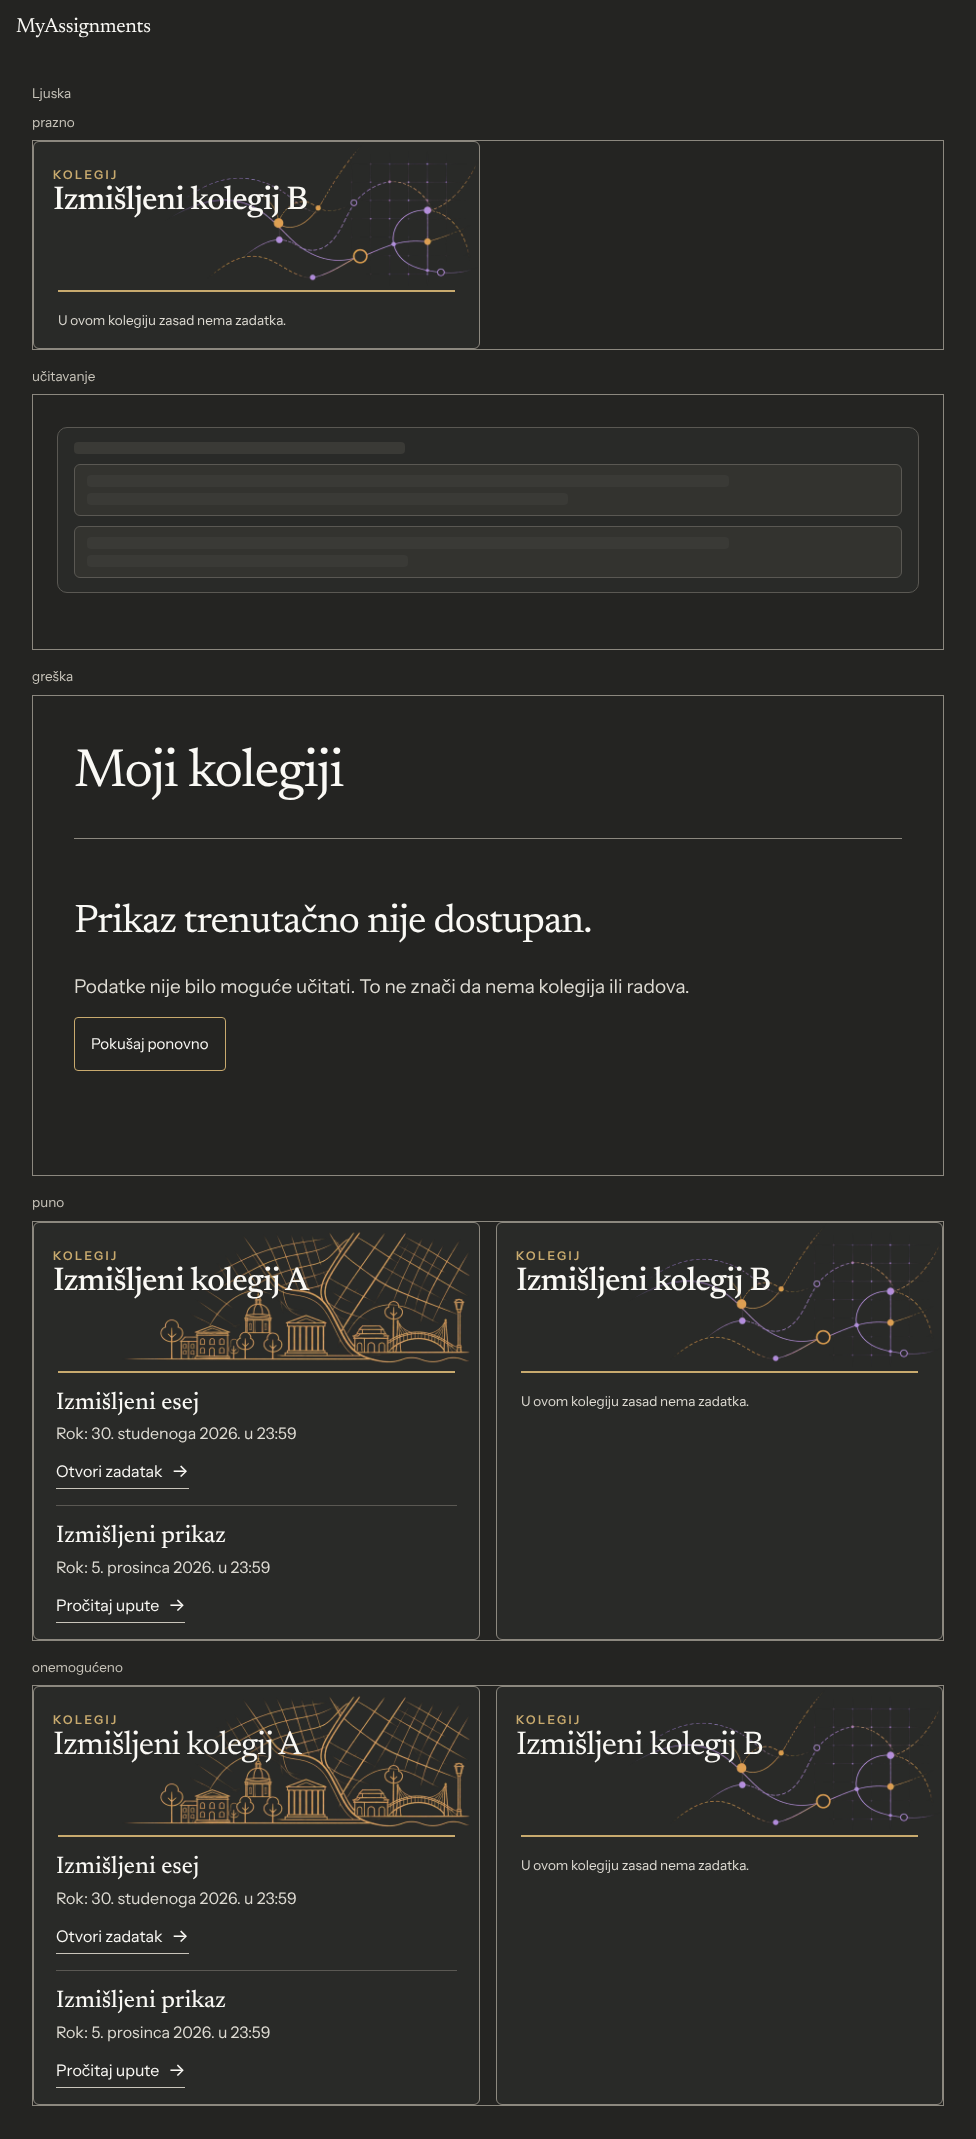 MyAssignments
Ljuska
prazno
KOLEGIJ
Izmišljeni kolegij B
U ovom kolegiju zasad nema zadatka.
učitavanje
greška
Moji kolegiji
Prikaz trenutačno nije dostupan.
Podatke nije bilo moguće učitati. To ne znači da nema kolegija ili radova.
Pokušaj ponovno
puno
KOLEGIJ
Izmišljeni kolegij A
Izmišljeni esej
Rok: 30. studenoga 2026. u 23:59
Otvori zadatak →
Izmišljeni prikaz
Rok: 5. prosinca 2026. u 23:59
Pročitaj upute →
KOLEGIJ
Izmišljeni kolegij B
U ovom kolegiju zasad nema zadatka.
onemogućeno
KOLEGIJ
Izmišljeni kolegij A
Izmišljeni esej
Rok: 30. studenoga 2026. u 23:59
Otvori zadatak →
Izmišljeni prikaz
Rok: 5. prosinca 2026. u 23:59
Pročitaj upute →
KOLEGIJ
Izmišljeni kolegij B
U ovom kolegiju zasad nema zadatka.